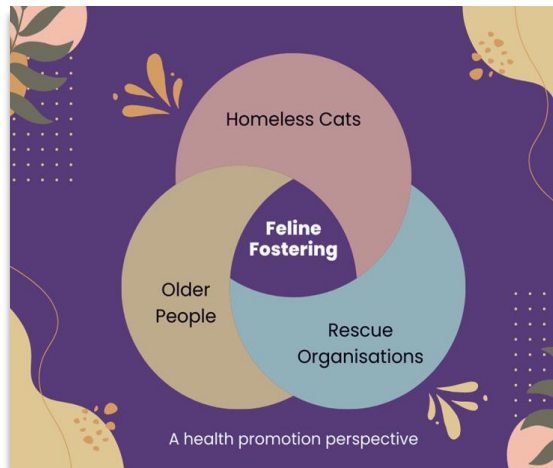 Homeless Cats
Feline
Fostering
Older
People
Rescue
Organisations
A health promotion perspective